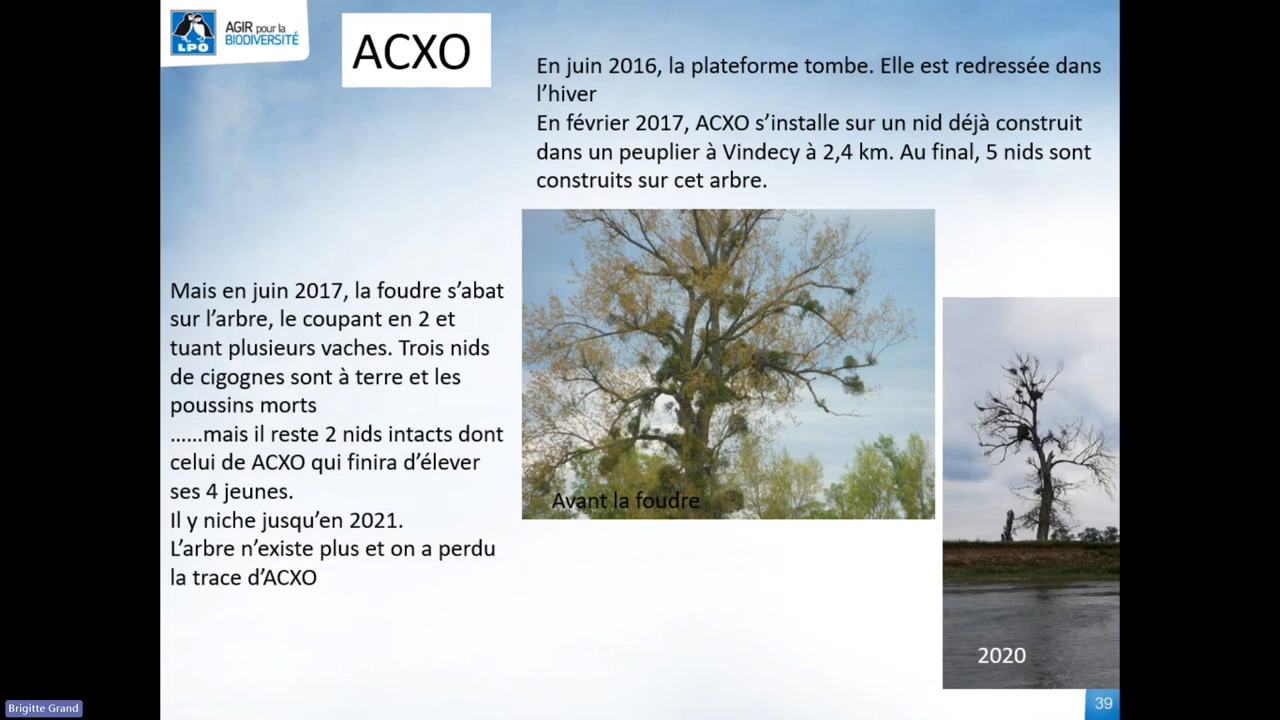 LPO
AGIR pour la
BIODIVERSITÉ
ACXO
En juin 2016, la plateforme tombe. Elle est redressée dans
l’hiver
En février 2017, ACXO s’installe sur un nid déjà construit
dans un peuplier à Vindecy à 2,4 km. Au final, 5 nids sont
construits sur cet arbre.
Mais en juin 2017, la foudre s’abat
sur l’arbre, le coupant en 2 et
tuant plusieurs vaches. Trois nids
de cigognes sont à terre et les
poussins morts
......mais il reste 2 nids intacts dont
celui de ACXO qui finira d’élever
ses 4 jeunes.
Il y niche jusqu’en 2021.
L’arbre n’existe plus et on a perdu
la trace d’ACXO
Avant la foudre
2020
39
Brigitte Grand